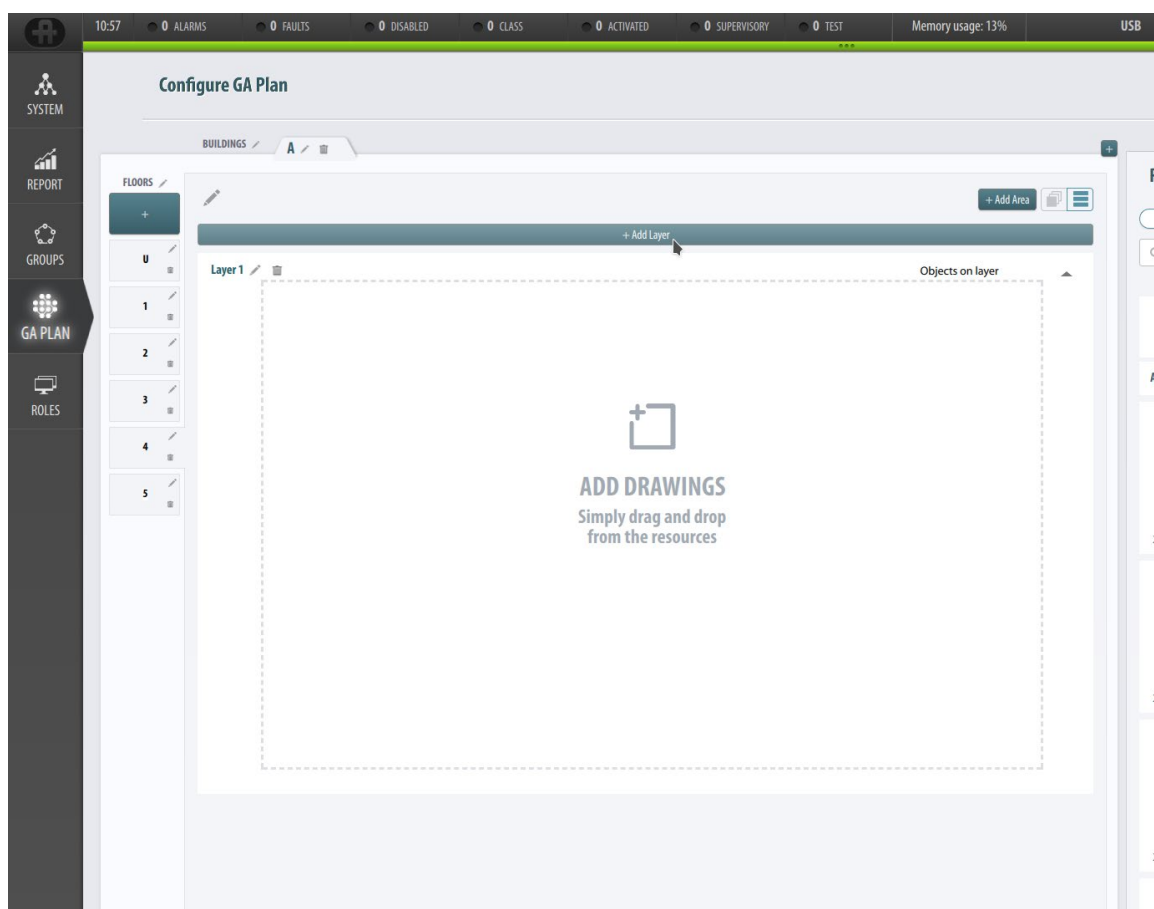 10:57 0 ALARMS 0 FAULTS 0 DISABLED 0 CLASS 0 ACTIVATED 0 SUPERVISORY 0 TEST Memory usage: 13% USB
SYSTEM
Configure GA Plan
BUILDINGS A
+
REPORT
FLOORS
+ Add Area
+
+ Add Layer
GROUPS
U
Layer 1
Objects on layer
1
GA PLAN
2
3
ROLES
4
5
ADD DRAWINGS
Simply drag and drop
from the resources